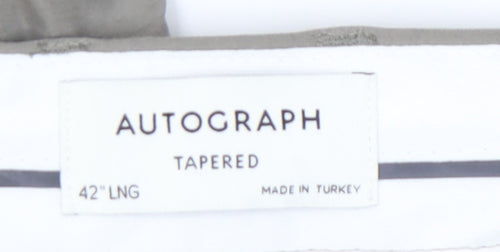 AUTOGRAPH
TAPERED
42" LNG MADE IN TURKEY